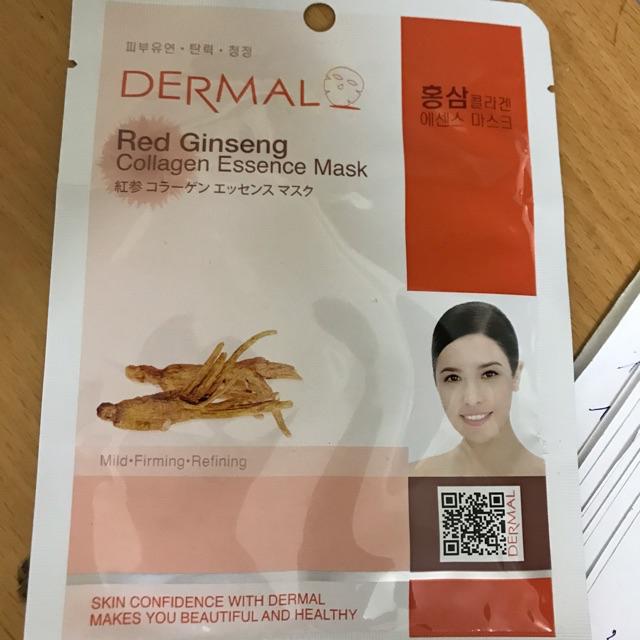 피부유연・탄력・청정
DERMAL
Red Ginseng
Collagen Essence Mask
紅参 コラーゲン エッセンス マスク
홍삼콜라겐
에센스 마스크
Mild・Firming・Refining
DERMAL
SKIN CONFIDENCE WITH DERMAL
MAKES YOU BEAUTIFUL AND HEALTHY